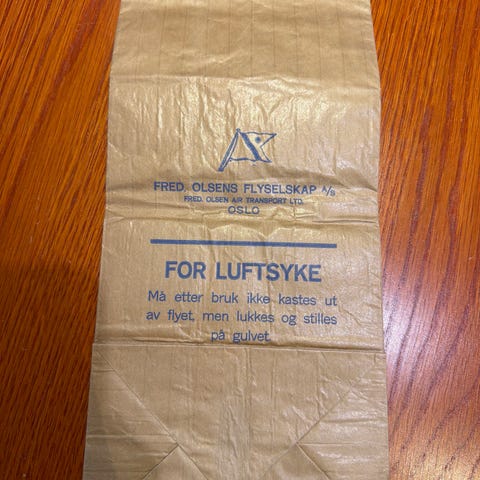 FRED. OLSENS FLYSELSKAP A/S
FRED. OLSEN AIR TRANSPORT LTD.
OSLO
FOR LUFTSYKE
Må etter bruk ikke kastes ut
av flyet, men lukkes og stilles
på gulvet.